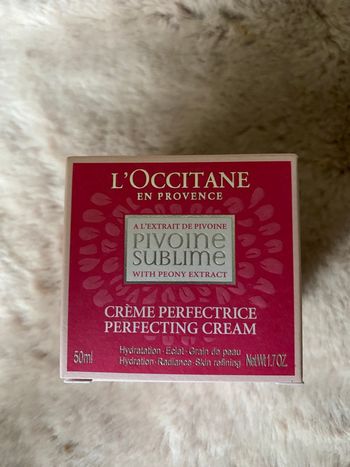 L'OCCITANE
EN PROVENCE
A L'EXTRAIT DE PIVOINE
PIVOINE
SUBLIME
WITH PEONY EXTRACT
CRÈME PERFECTRICE
PERFECTING CREAM
50ml
Hydratation · Eclat · Grain de peau
Hydration · Radiance · Skin refining
Net Wt 1.7 OZ.